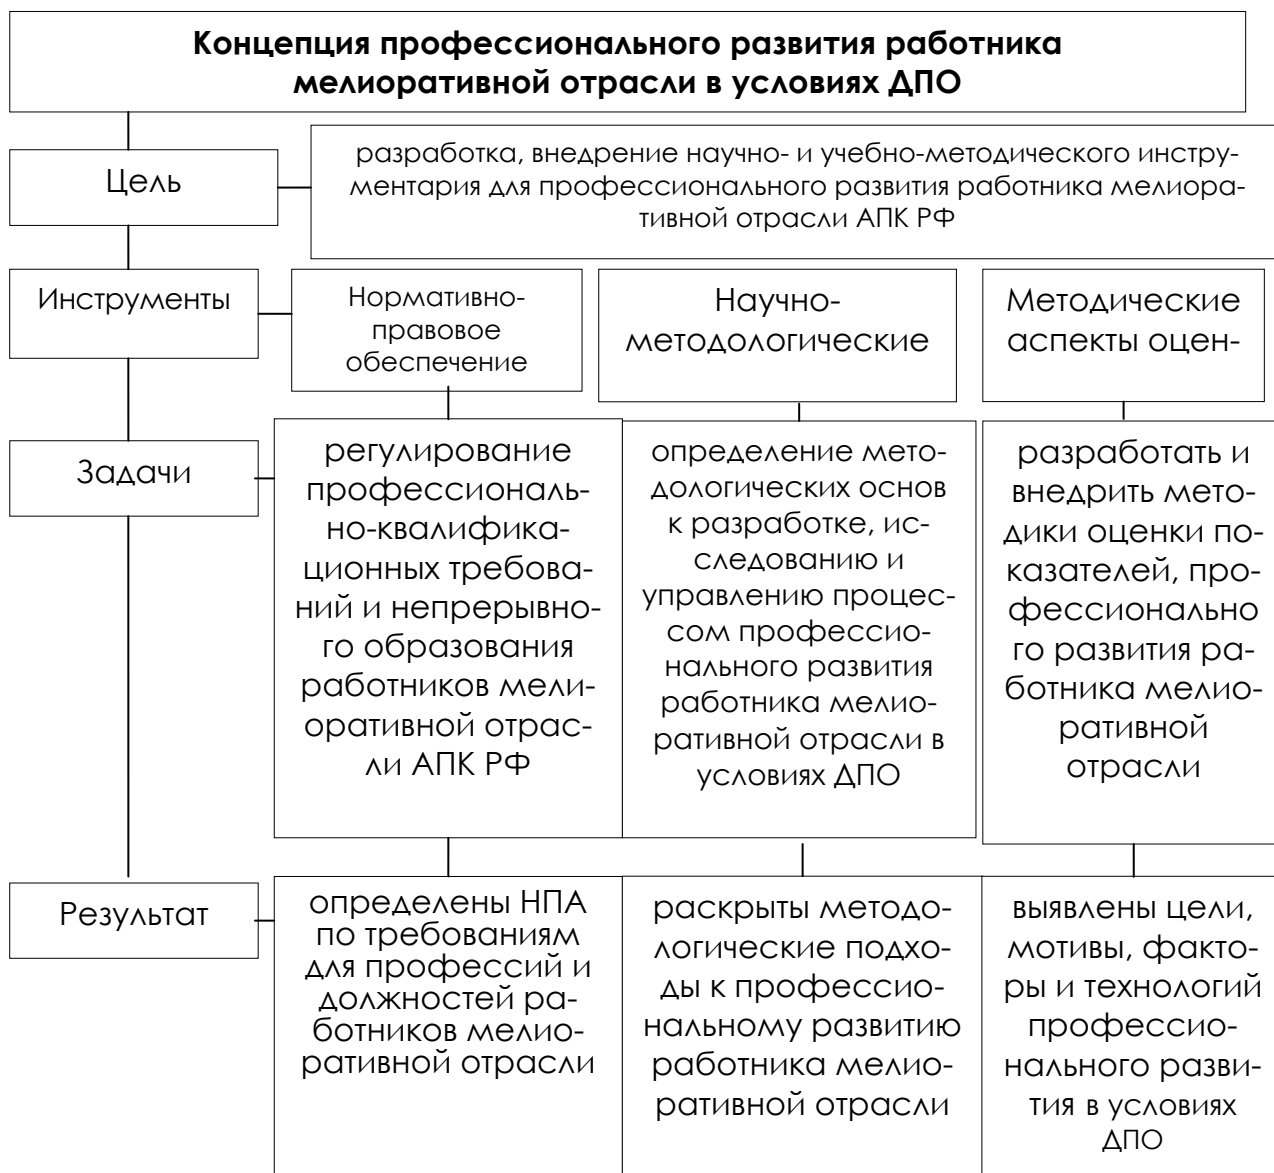 Концепция профессионального развития работника
мелиоративной отрасли в условиях ДПО
Цель
разработка, внедрение научно- и учебно-методического инстру-
ментария для профессионального развития работника мелиора-
тивной отрасли АПК РФ
Инструменты
Нормативно-
правовое
обеспечение
Научно-
методологические
Методические
аспекты оцен-
Задачи
регулирование
профессиональ-
но-квалифика-
ционных требова-
ний и непрерывно-
го образования
работников мели-
оративной отрас-
ли АПК РФ
определение мето-
дологических основ
к разработке, ис-
следованию и
управлению процес-
сом профессио-
нального развития
работника мелио-
ративной отрасли в
условиях ДПО
разработать и
внедрить мето-
дики оценки по-
казателей, про-
фессионально
го развития ра-
ботника мелио-
ративной
отрасли
Результат
определены НПА
по требованиям
для профессий и
должностей ра-
ботников мелио-
ративной отрасли
раскрыты методо-
логические подхо-
ды к профессио-
нальному развитию
работника мелио-
ративной отрасли
выявлены цели,
мотивы, факто-
ры и технологий
профессио-
нального разви-
тия в условиях
ДПО